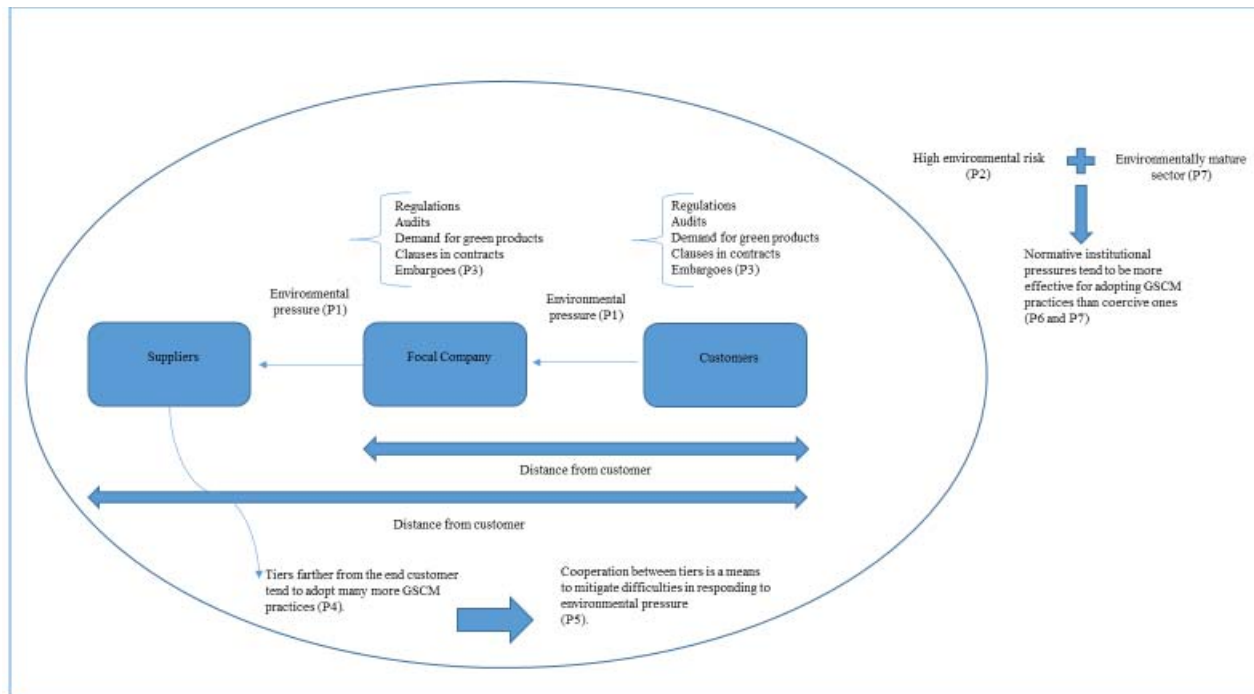 High environmental risk
(P2)
Environmentally mature
sector (P7)
Normative institutional
pressures tend to be more
effective for adopting GSCM
practices than coercive ones
(P6 and P7)
Regulations
Audits
Demand for green products
Clauses in contracts
Embargoes (P3)
Regulations
Audits
Demand for green products
Clauses in contracts
Embargoes (P3)
Environmental
pressure (P1)
Environmental
pressure (P1)
Suppliers
Focal Company
Customers
Distance from customer
Distance from customer
Tiers farther from the end customer
tend to adopt many more GSCM
practices (P4).
Cooperation between tiers is a means
to mitigate difficulties in responding to
environmental pressure
(P5).